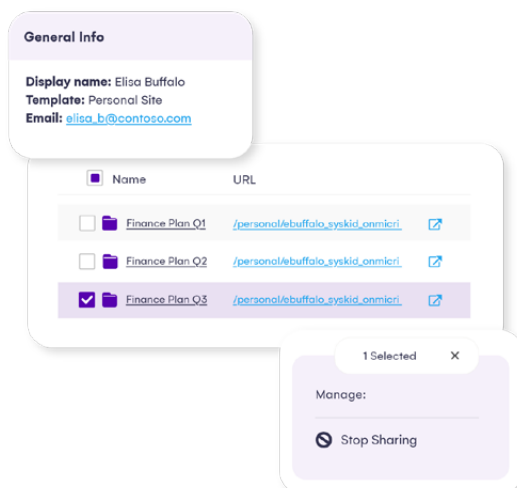 General Info
Display name: Elisa Buffalo
Template: Personal Site
Email: elisa_b@contoso.com
Name URL
Finance Plan Q1 /personal/ebuffalo_syskid_onmicri
Finance Plan Q2 /personal/ebuffalo_syskid_onmicri
Finance Plan Q3 /personal/ebuffalo_syskid_onmicri
1 Selected
Manage:
Stop Sharing